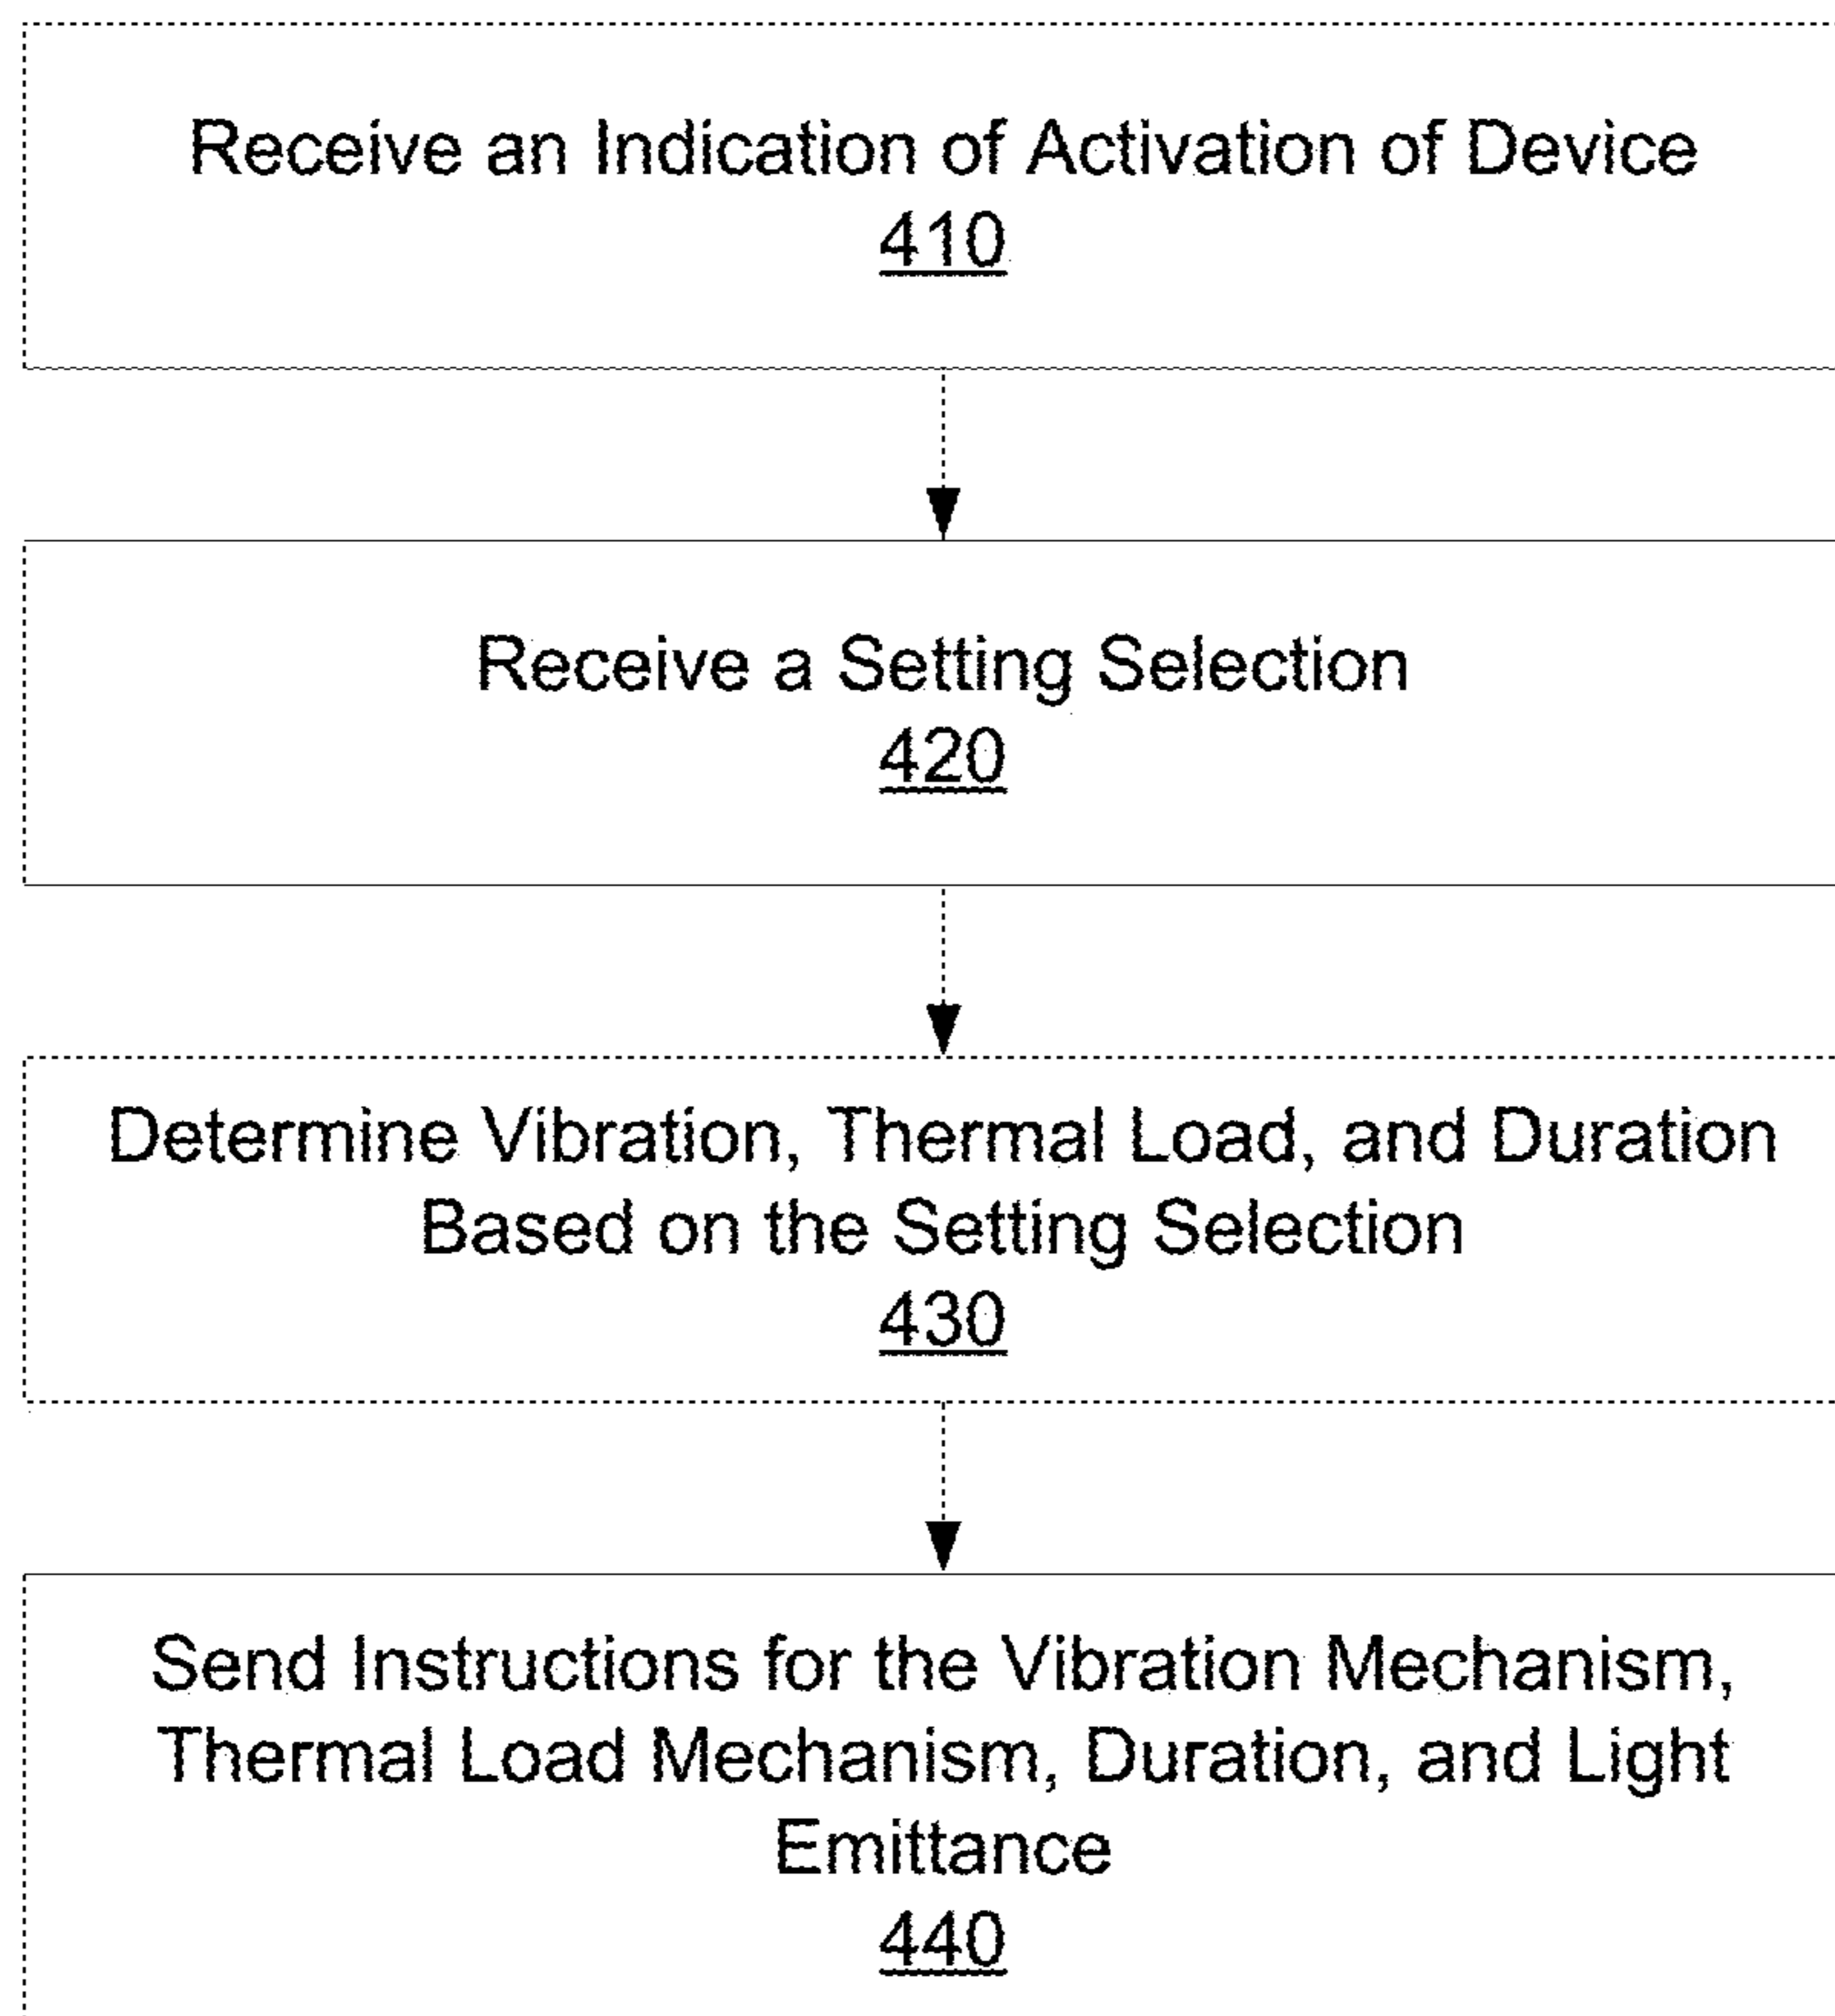 Receive an Indication of Activation of Device
410
Receive a Setting Selection
420
Determine Vibration, Thermal Load, and Duration
Based on the Setting Selection
430
Send Instructions for the Vibration Mechanism,
Thermal Load Mechanism, Duration, and Light
Emittance
440